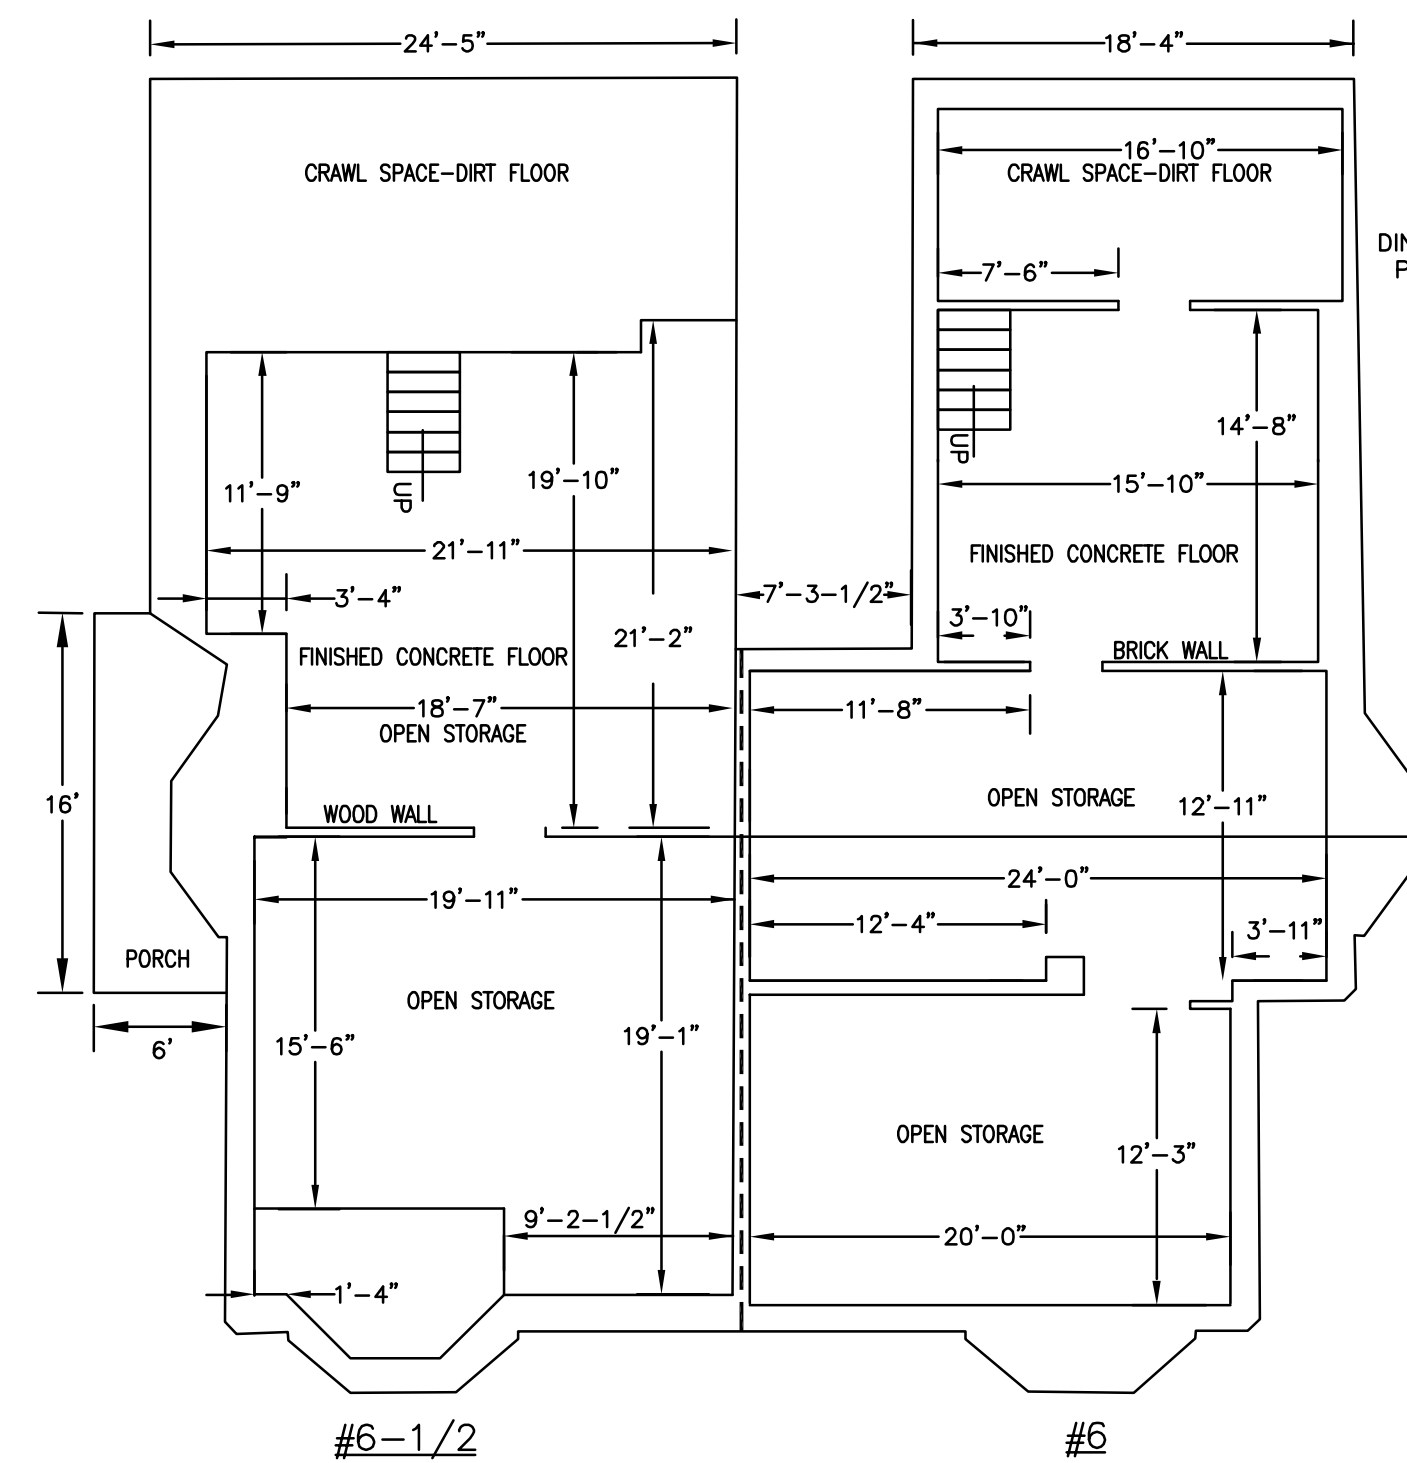 24'-5"
18'-4"
16'-10"
CRAWL SPACE-DIRT FLOOR
CRAWL SPACE-DIRT FLOOR
7'-6"
14'-8"
UP
19'-10"
15'-10"
11'-9"
UP
21'-11"
FINISHED CONCRETE FLOOR
3'-4"
7'-3-1/2"
3'-10"
21'-2"
BRICK WALL
FINISHED CONCRETE FLOOR
18'-7"
11'-8"
OPEN STORAGE
16'
OPEN STORAGE
12'-11"
WOOD WALL
24'-0"
19'-11"
12'-4"
3'-11"
PORCH
OPEN STORAGE
6'
15'-6"
19'-1"
OPEN STORAGE
12'-3"
9'-2-1/2"
20'-0"
1'-4"
#6-1/2
#6